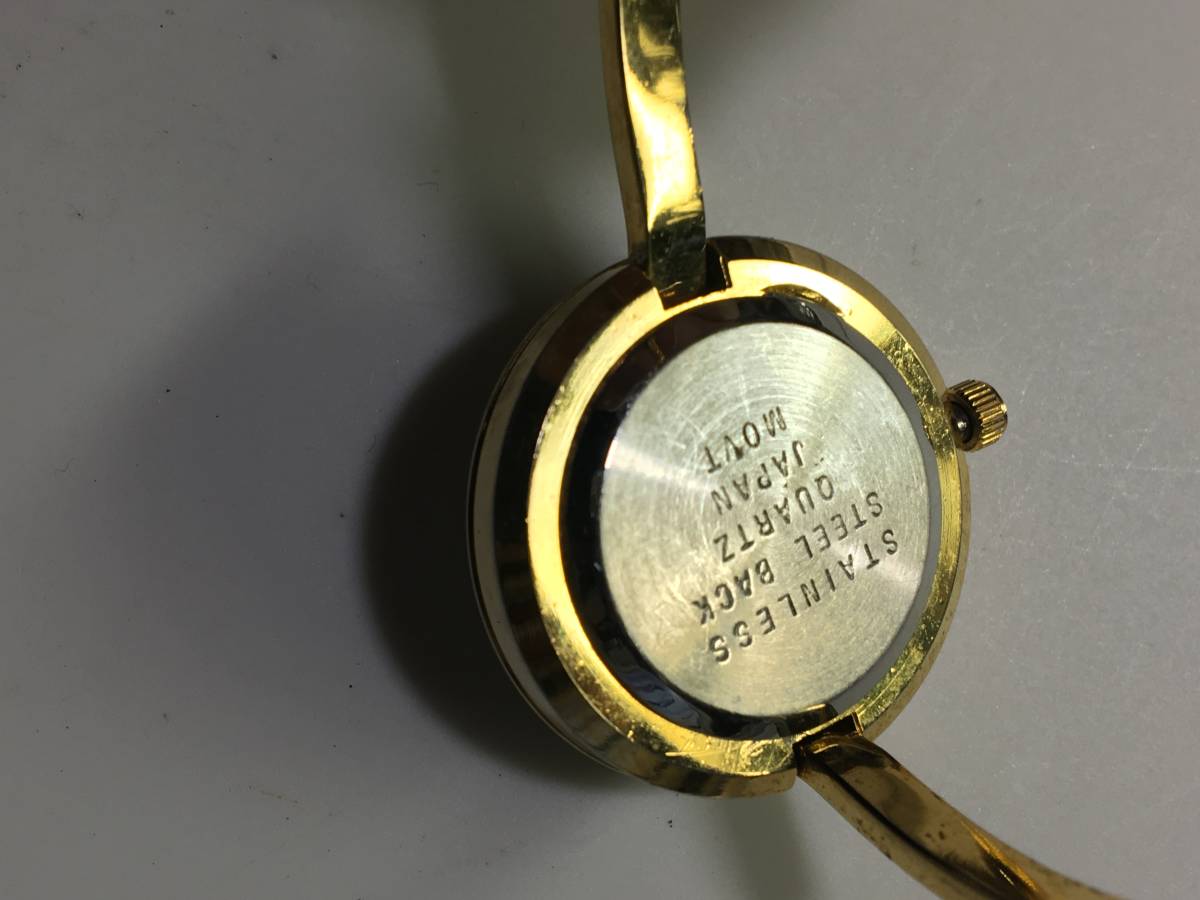 STAINLESS
STEEL BACK
QUARTZ
JAPAN
MOVT